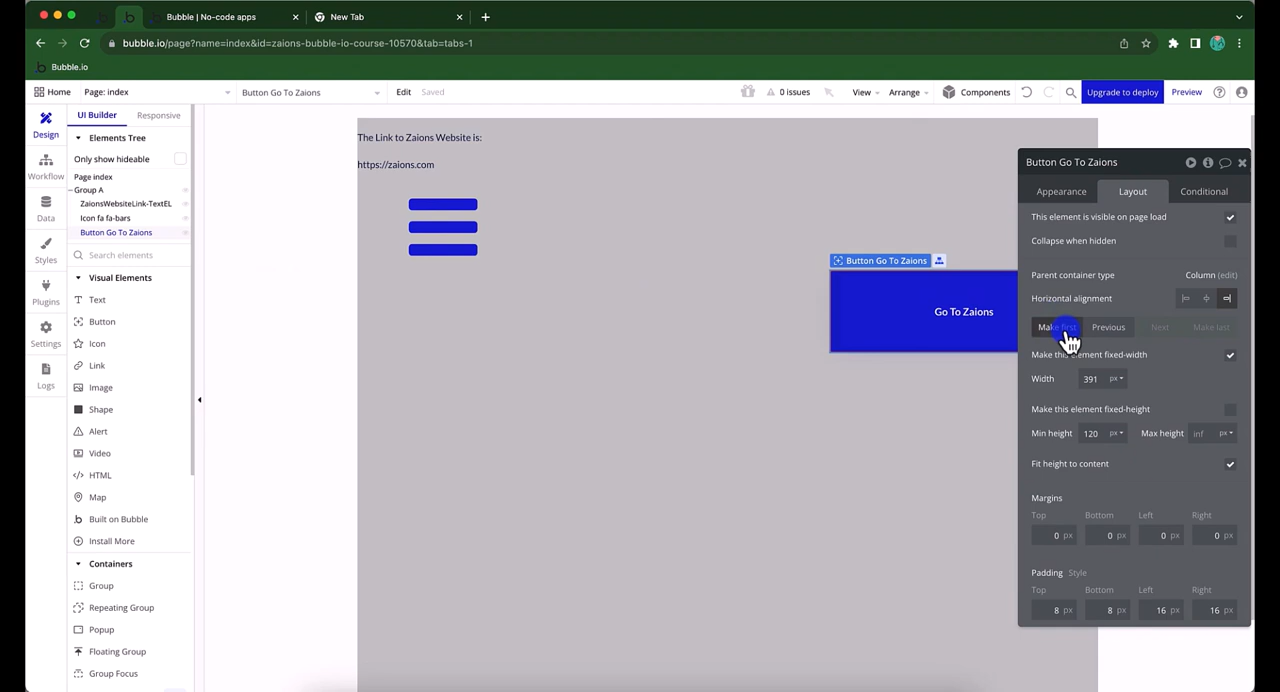 Bubble | No-code apps
New Tab
bubble.io/page?name=index&id=zaions-bubble-io-course-10570&tab=tabs-1
Bubble.io
Home
Page: index
Button Go To Zaions
Edit
Saved
0 issues
View
Arrange
Components
Upgrade to deploy
Preview
Design
Workflow
Data
Styles
Plugins
Settings
Logs
UI Builder
Responsive
Elements Tree
Only show hideable
Page index
Group A
ZaionsWebsiteLink-TextEL
Icon fa fa-bars
Button Go To Zaions
Search elements
Visual Elements
Text
Button
Icon
Link
Image
Shape
Alert
Video
HTML
Map
Built on Bubble
Install More
Containers
Group
Repeating Group
Popup
Floating Group
Group Focus
The Link to Zaions Website is:
https://zaions.com
Button Go To Zaions
Go To Zaions
Button Go To Zaions
Appearance
Layout
Conditional
This element is visible on page load
Collapse when hidden
Parent container type Column (edit)
Horizontal alignment
Make first Previous Next Make last
Make this element fixed-width
Width 391 px
Make this element fixed-height
Min height 120 px Max height inf px
Fit height to content
Margins
Top Bottom Left Right
0 px 0 px 0 px 0 px
Padding Style
Top Bottom Left Right
8 px 8 px 16 px 16 px